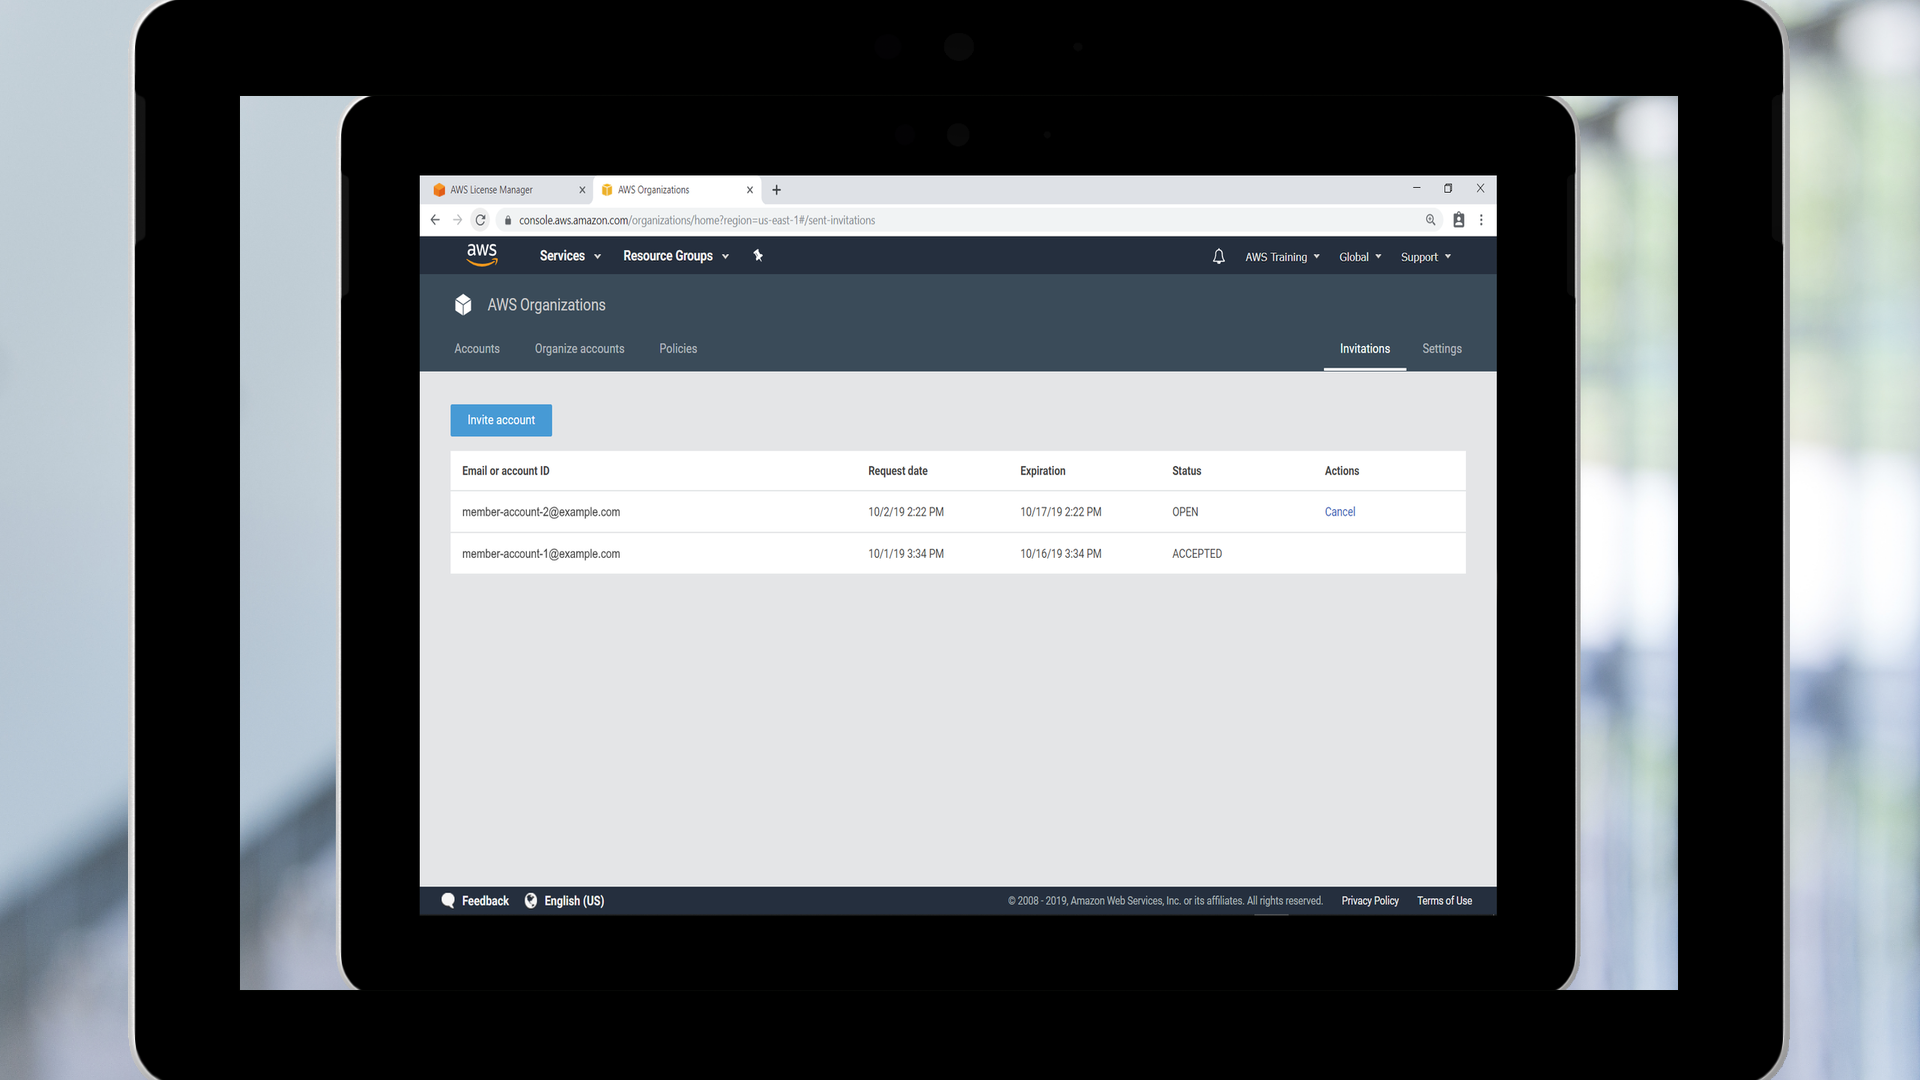 AWS License Manager
AWS Organizations
console.aws.amazon.com/organizations/home?region=us-east-1#/sent-invitations
aws
Services
Resource Groups
AWS Training
Global
Support
AWS Organizations
Accounts
Organize accounts
Policies
Invitations
Settings
Invite account
Email or account ID Request date Expiration Status Actions
member-account-2@example.com 10/2/19 2:22 PM 10/17/19 2:22 PM OPEN Cancel
member-account-1@example.com 10/1/19 3:34 PM 10/16/19 3:34 PM ACCEPTED
Feedback
English (US)
© 2008 - 2019, Amazon Web Services, Inc. or its affiliates. All rights reserved.
Privacy Policy
Terms of Use